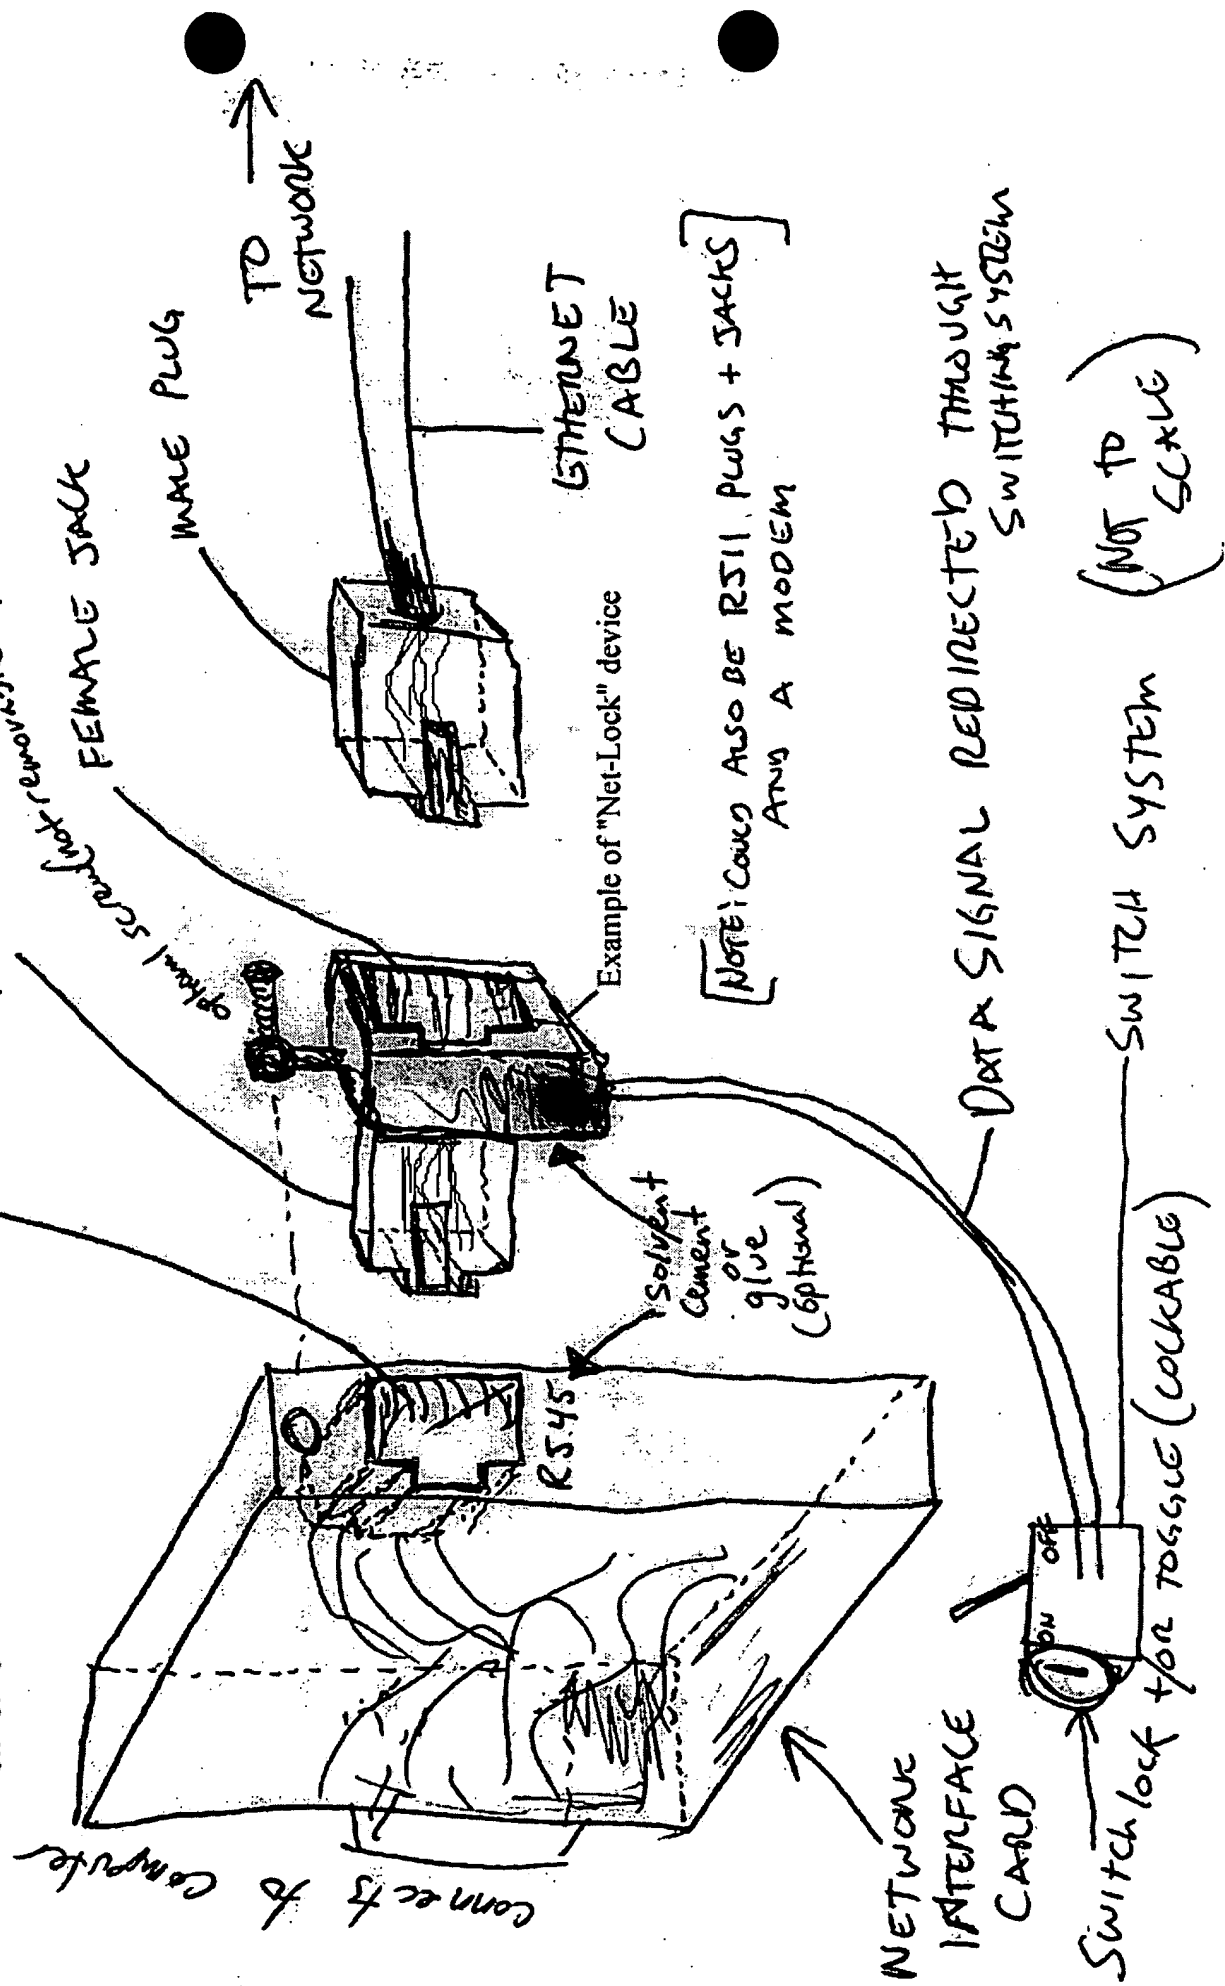 optional screw (not removable
FEMALE JACK
MALE PLUG
TO
NETWORK
ETHERNET
CABLE
Example of "Net-Lock" device
[NOTE: COULD ALSO BE RJ11 PLUGS + JACKS]
AND A MODEM
solvent
cement
or
glue
(optional)
RJ45
connects to computer
DATA SIGNAL REDIRECTED THROUGH
SWITCHING SYSTEM
NETWORK
INTERFACE
CARD
ON
OFF
SWITCH SYSTEM
(NOT TO
SCALE)
Switch lock +/OR TOGGLE (LOCKABLE)